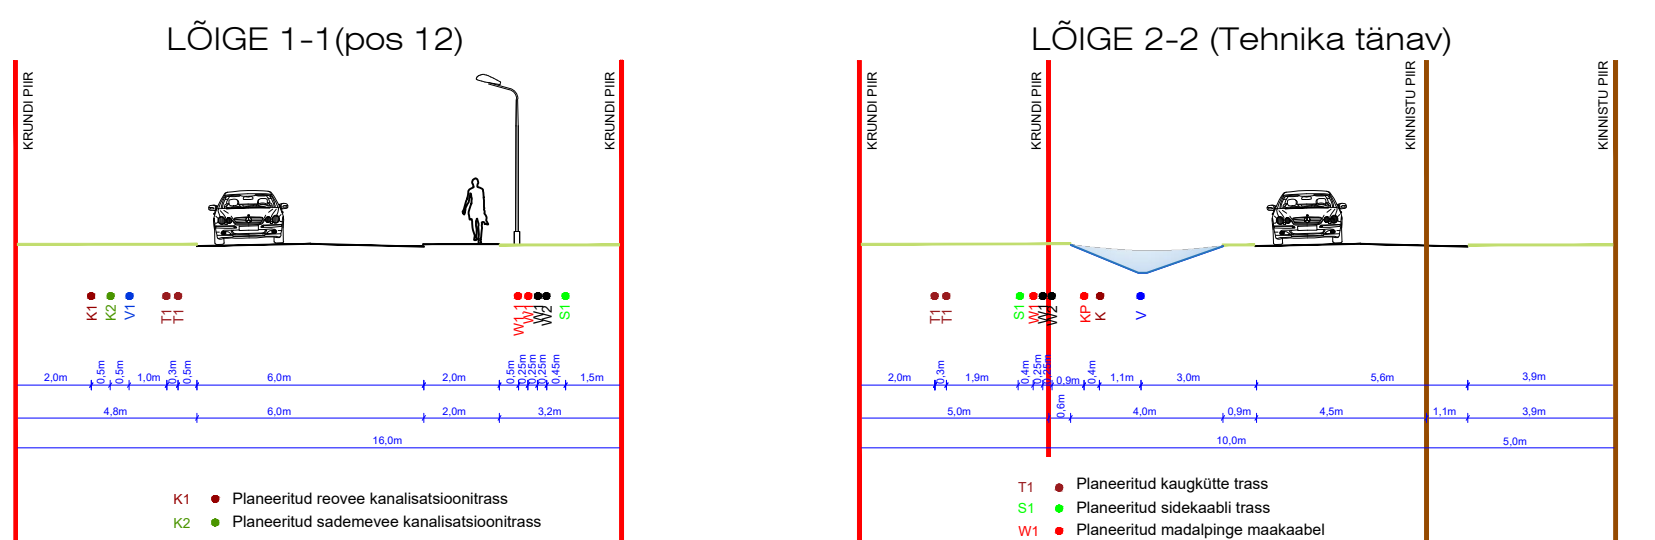 LÕIGE 1-1(pos 12)
KRUNDI PIIR
KRUNDI PIIR
K1
K2
V1
T1
T1
W1
W1
W1
W2
S1
2,0m
0,5m
0,5m
1,0m
0,3m
0,5m
6,0m
2,0m
0,5m
0,25m
0,25m
0,25m
0,45m
1,5m
4,8m
6,0m
2,0m
3,2m
16,0m
K1 Planeeritud reovee kanalisatsioonitrass
K2 Planeeritud sademevee kanalisatsioonitrass
LÕIGE 2-2 (Tehnika tänav)
KRUNDI PIIR
KRUNDI PIIR
KINNISTU PIIR
KINNISTU PIIR
T1
T1
S1
W1
W1
W2
KP
K
V
2,0m
0,3m
1,9m
0,4m
0,25m
0,25m
0,9m
0,4m
1,1m
3,0m
5,6m
3,9m
5,0m
0,6m
4,0m
0,9m
4,5m
1,1m
3,9m
10,0m
5,0m
T1 Planeeritud kaugkütte trass
S1 Planeeritud sidekaabli trass
W1 Planeeritud madalpinge maakaabel